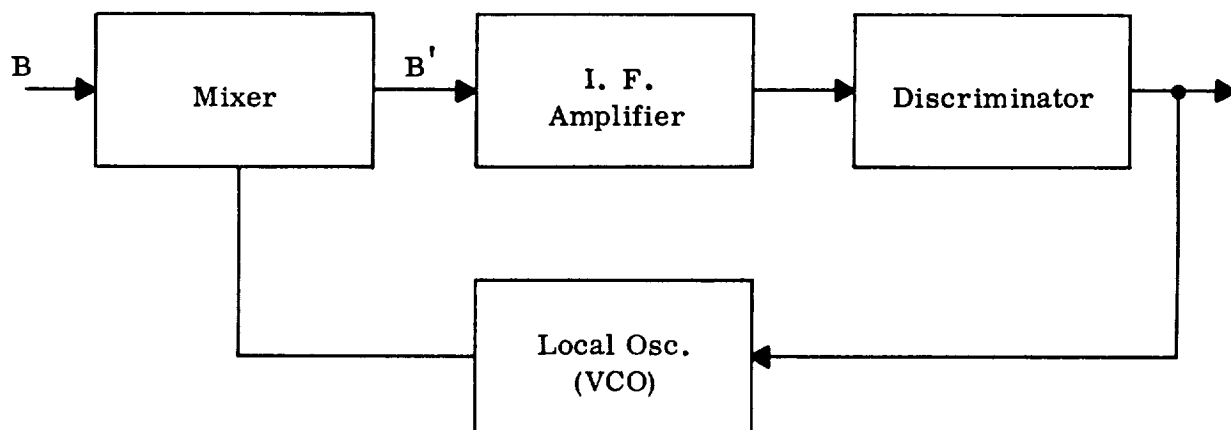 B
Mixer
B'
I. F.
Amplifier
Discriminator
Local Osc.
(VCO)